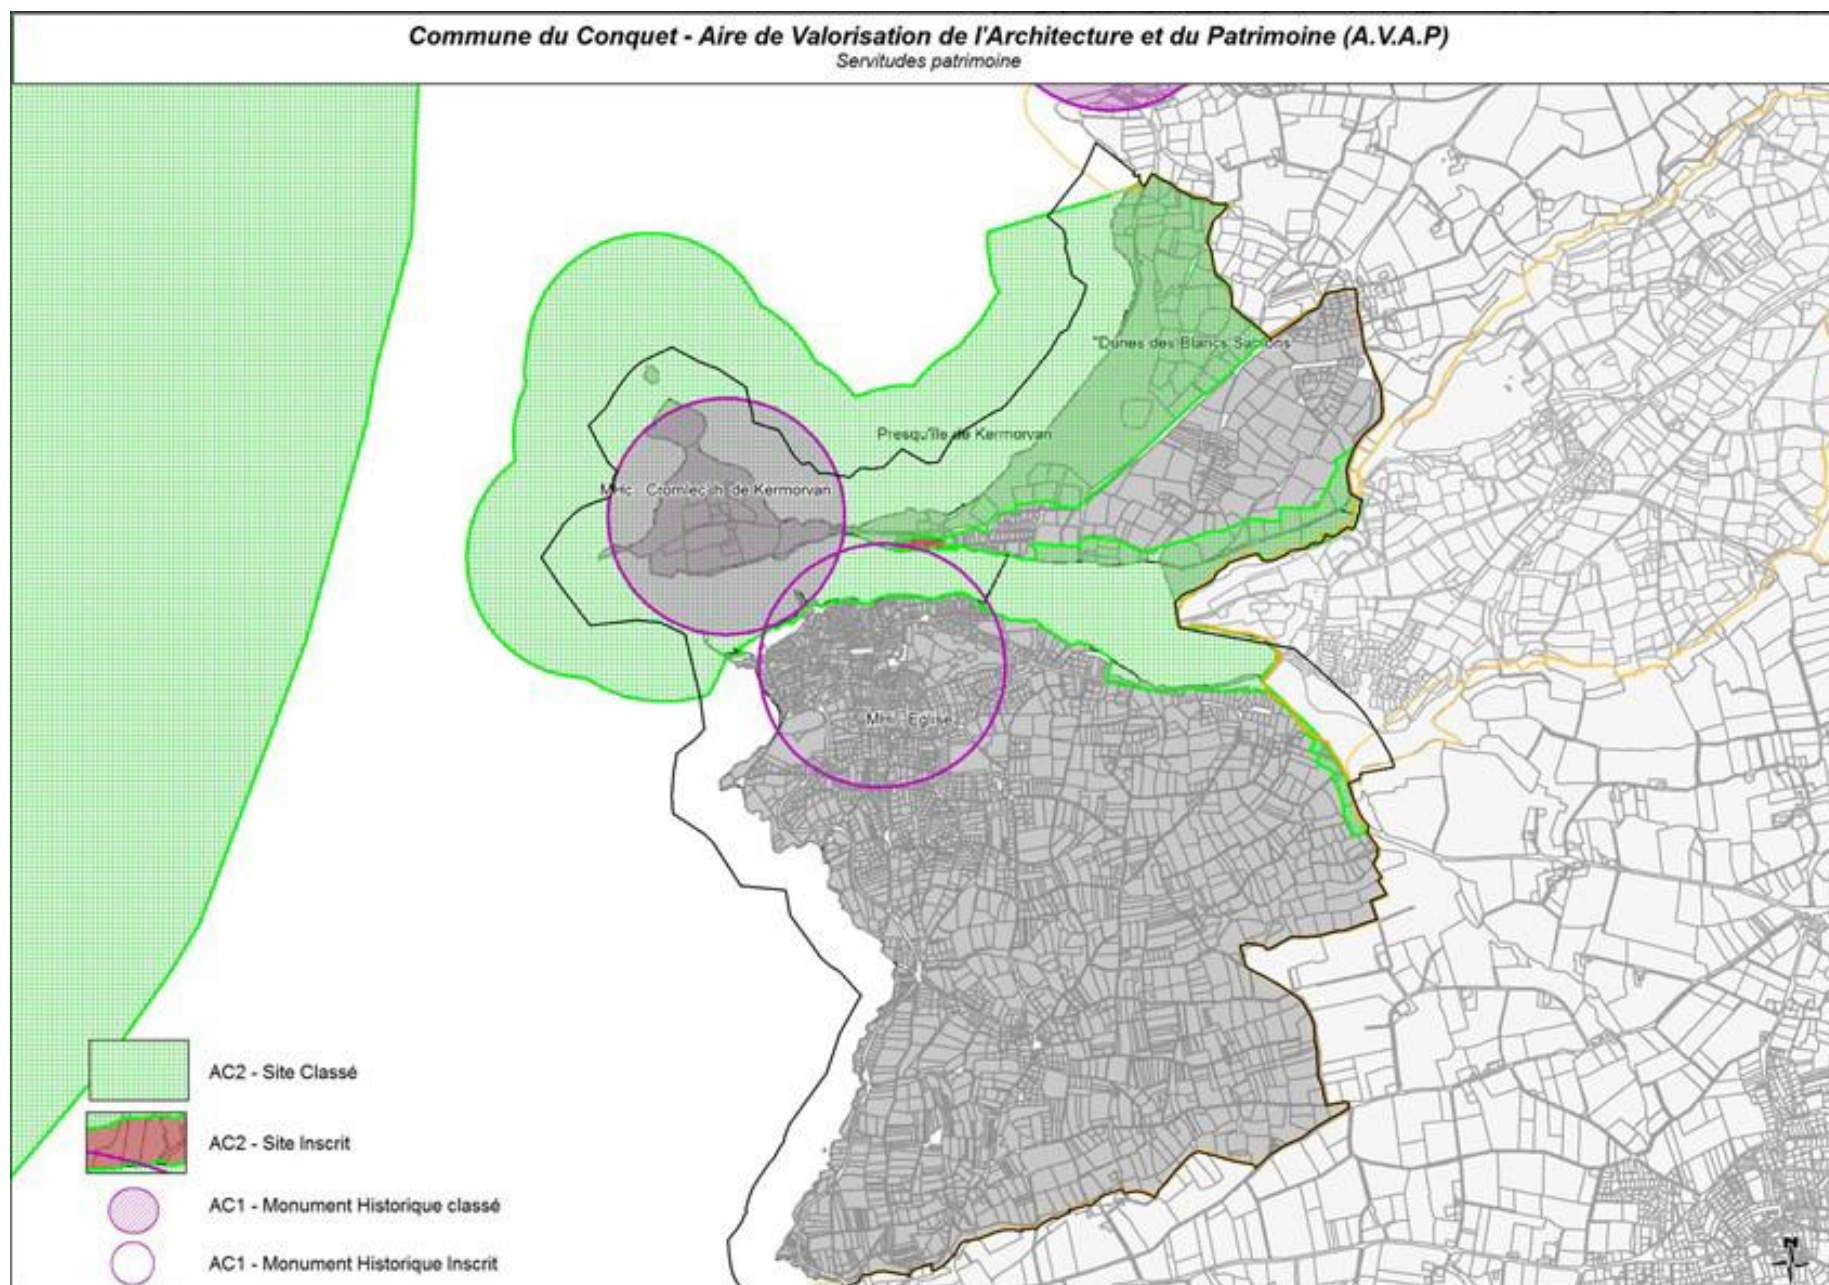 Commune du Conquet - Aire de Valorisation de l'Architecture et du Patrimoine (A.V.A.P)
Servitudes patrimoine
"Dunes des Blancs Sablons"
Presqu'île de Kermorvan
MHc : Cromlec'h de Kermorvan
MHi : Eglise
AC2 - Site Classé
AC2 - Site Inscrit
AC1 - Monument Historique classé
AC1 - Monument Historique Inscrit
N